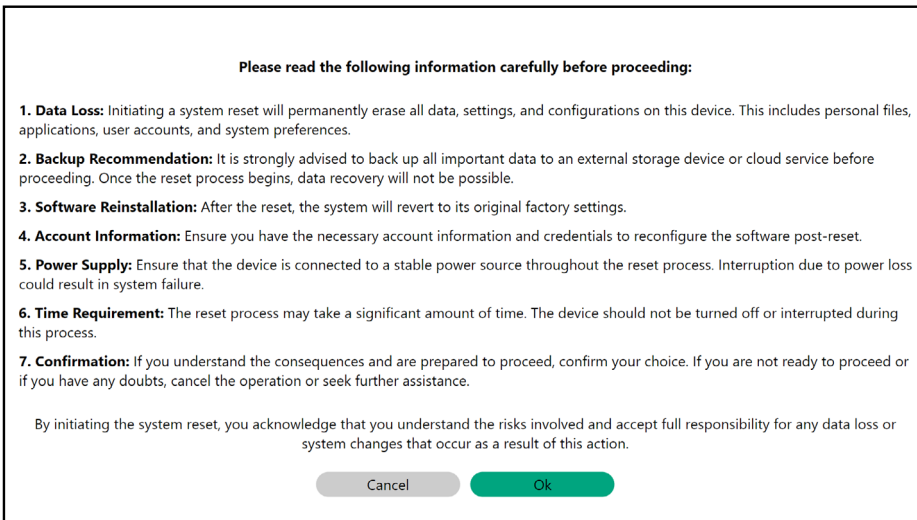 Please read the following information carefully before proceeding:
1. Data Loss: Initiating a system reset will permanently erase all data, settings, and configurations on this device. This includes personal files,
applications, user accounts, and system preferences.
2. Backup Recommendation: It is strongly advised to back up all important data to an external storage device or cloud service before
proceeding. Once the reset process begins, data recovery will not be possible.
3. Software Reinstallation: After the reset, the system will revert to its original factory settings.
4. Account Information: Ensure you have the necessary account information and credentials to reconfigure the software post-reset.
5. Power Supply: Ensure that the device is connected to a stable power source throughout the reset process. Interruption due to power loss
could result in system failure.
6. Time Requirement: The reset process may take a significant amount of time. The device should not be turned off or interrupted during
this process.
7. Confirmation: If you understand the consequences and are prepared to proceed, confirm your choice. If you are not ready to proceed or
if you have any doubts, cancel the operation or seek further assistance.
By initiating the system reset, you acknowledge that you understand the risks involved and accept full responsibility for any data loss or
system changes that occur as a result of this action.
Cancel Ok